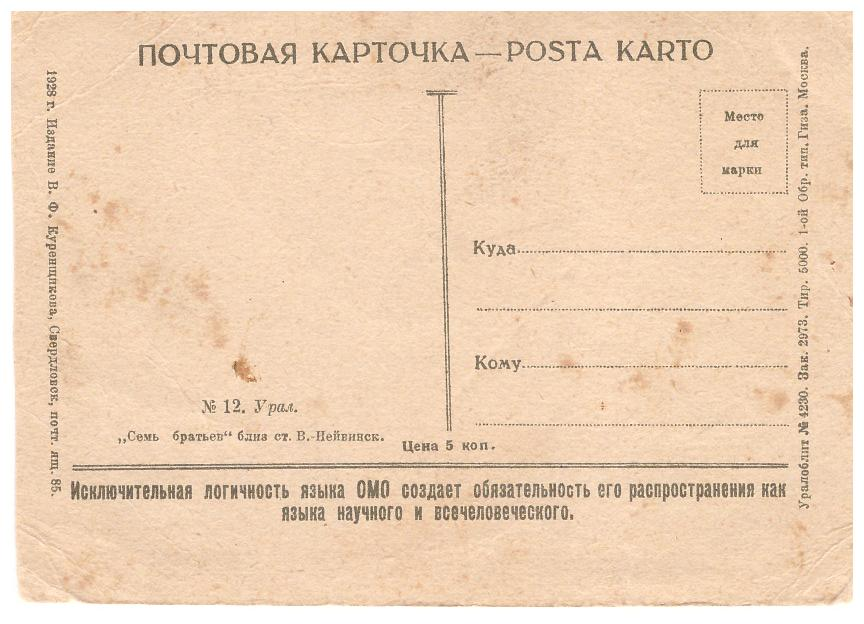 ПОЧТОВАЯ КАРТОЧКА — POSTA KARTO
1928 г. Издание В. Ф. Куренщикова, Свердловск, почт. ящ. 85.
Место
для
марки
Куда
Кому
№ 12. Урал.
„Семь братьев“ близ ст. В.-Нейвинск.
Цена 5 коп.
Уралоблит № 4230. Зак. 2973. Тир. 5000. 1-ой Обр. тип. Гиза. Москва.
Исключительная логичность языка ОМО создает обязательность его распространения как
языка научного и всечеловеческого.